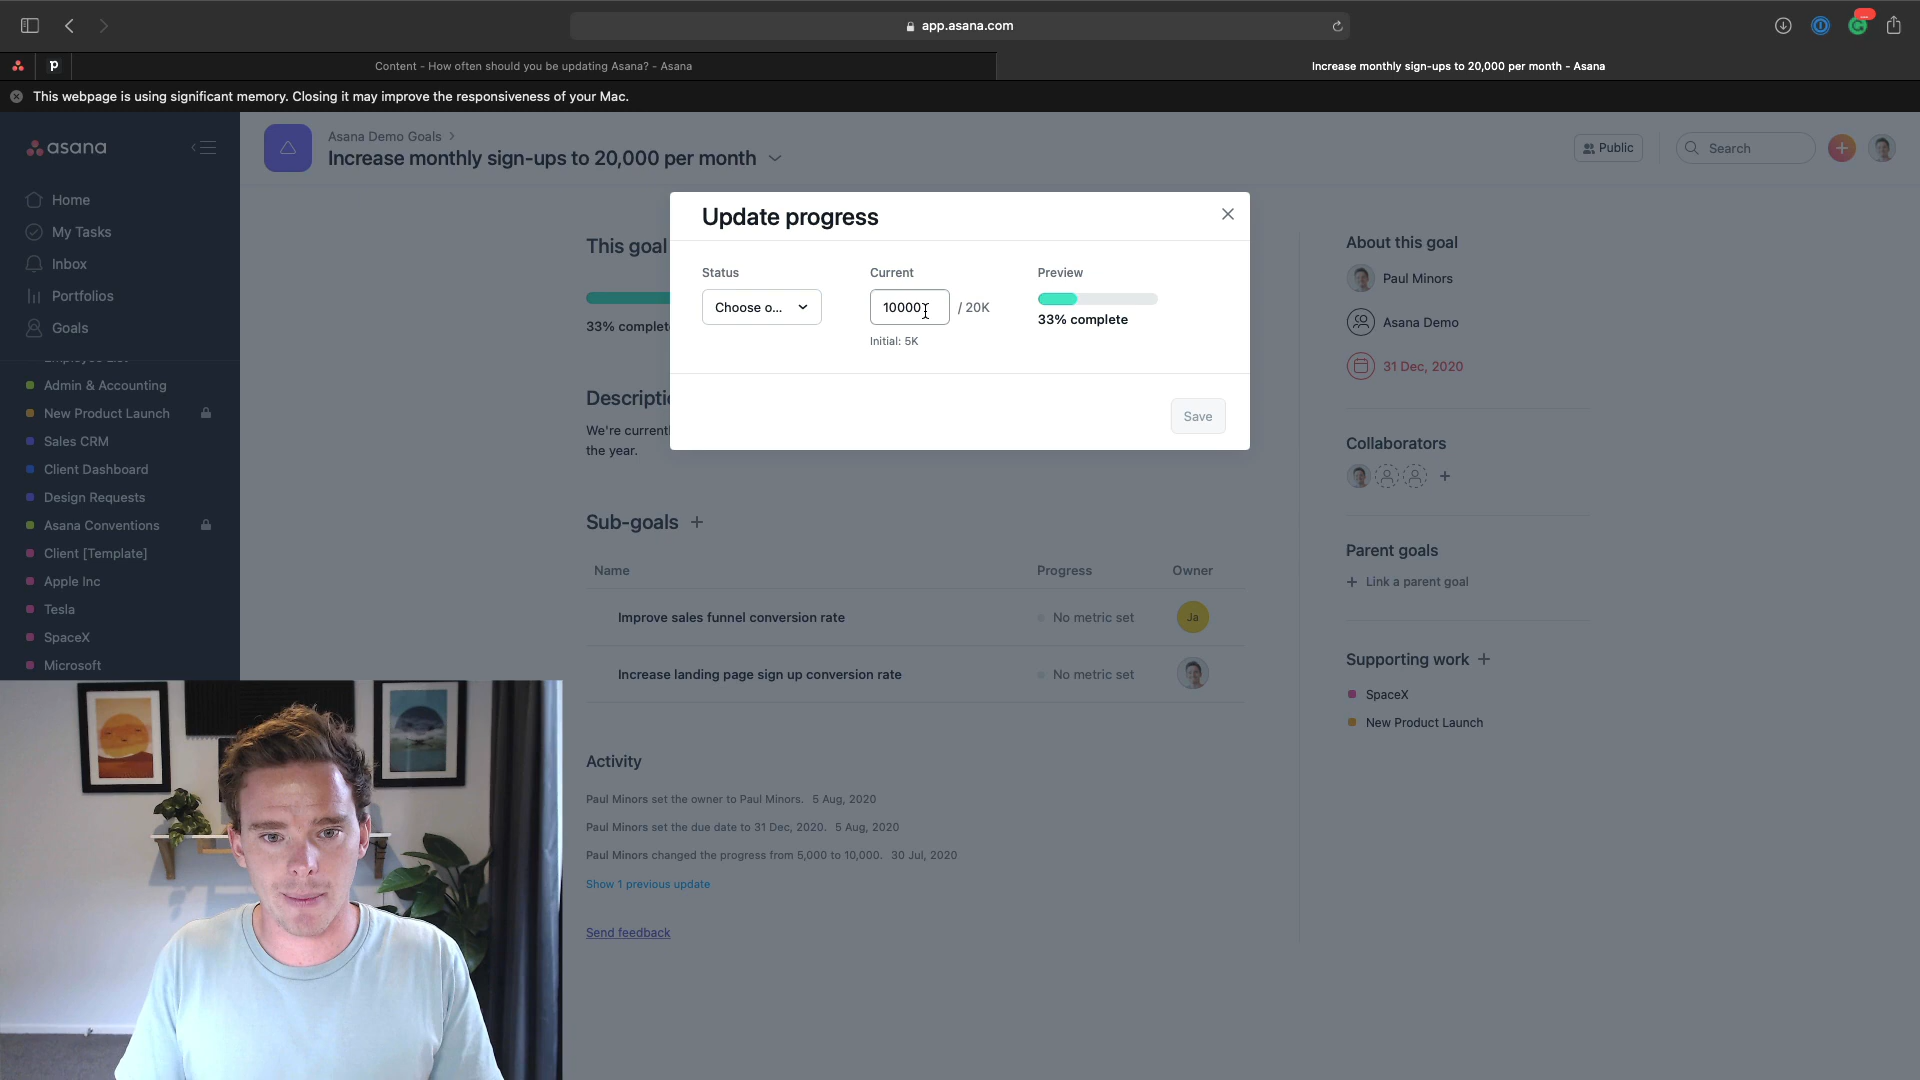 app.asana.com
Content - How often should you be updating Asana? - Asana
Increase monthly sign-ups to 20,000 per month - Asana
This webpage is using significant memory. Closing it may improve the responsiveness of your Mac.
asana
Home
My Tasks
Inbox
Portfolios
Goals
Admin & Accounting
New Product Launch
Sales CRM
Client Dashboard
Design Requests
Asana Conventions
Client [Template]
Apple Inc
Tesla
SpaceX
Microsoft
Asana Demo Goals
Increase monthly sign-ups to 20,000 per month
Public
Search
This goal
33% complet
Update progress
Status
Current
Preview
Choose o...
10000
/ 20K
33% complete
Initial: 5K
Save
Descripti
We're current
the year.
Sub-goals
Name
Progress
Owner
Improve sales funnel conversion rate
No metric set
Ja
Increase landing page sign up conversion rate
No metric set
Activity
Paul Minors set the owner to Paul Minors. 5 Aug, 2020
Paul Minors set the due date to 31 Dec, 2020. 5 Aug, 2020
Paul Minors changed the progress from 5,000 to 10,000. 30 Jul, 2020
Show 1 previous update
Send feedback
About this goal
Paul Minors
Asana Demo
31 Dec, 2020
Collaborators
Parent goals
Link a parent goal
Supporting work
SpaceX
New Product Launch